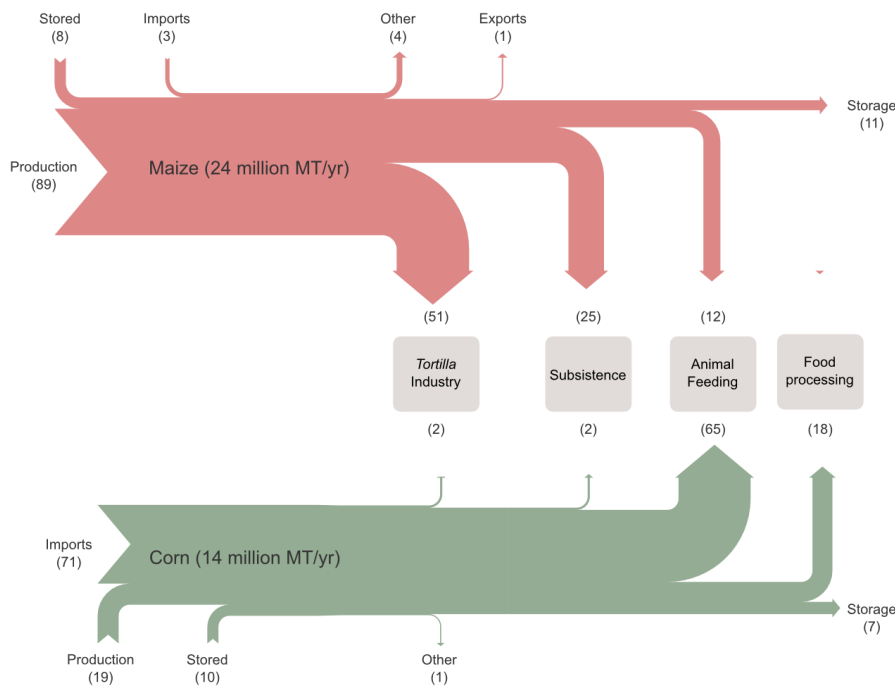 Stored
(8)
Imports
(3)
Other
(4)
Exports
(1)
Storage
(11)
Production
(89)
Maize (24 million MT/yr)
(51)
(25)
(12)
Tortilla
Industry
Subsistence
Animal
Feeding
Food
processing
(2)
(2)
(65)
(18)
Imports
(71)
Corn (14 million MT/yr)
Storage
(7)
Production
(19)
Stored
(10)
Other
(1)